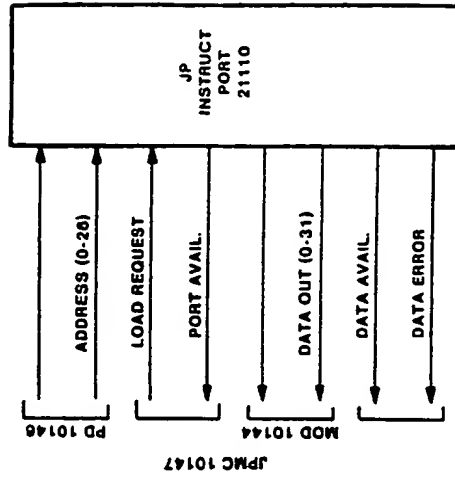 JP
INSTRUCT
PORT
21110
ADDRESS (0-26)
LOAD REQUEST
PORT AVAIL.
DATA OUT (0-31)
DATA AVAIL.
DATA ERROR
PD 10146
MOD 10144
JPMC 10147